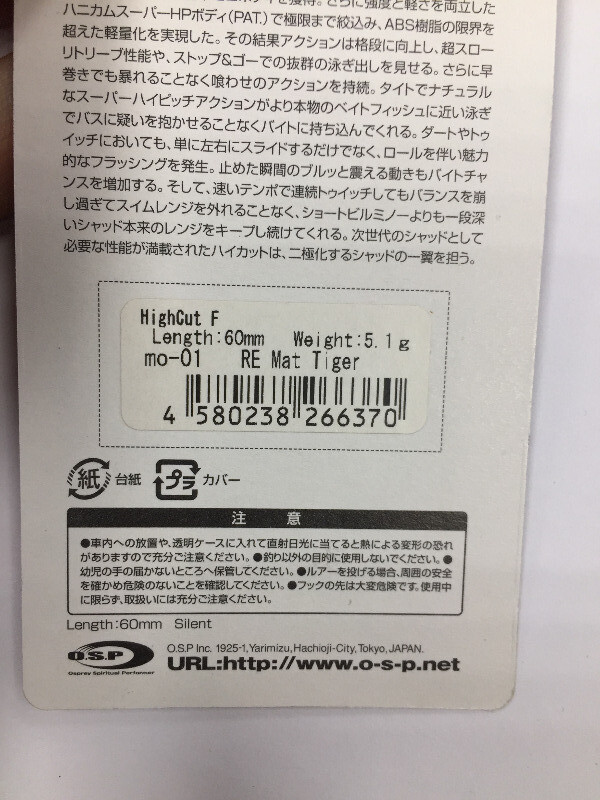 さらに強度と軽さを両立した
ハニカムスーパーHPボディ(PAT.)で極限まで絞込み、ABS樹脂の限界を
超えた軽量化を実現した。その結果アクションは格段に向上し、超スロー
リトリーブ性能や、ストップ&ゴーでの抜群の泳ぎ出しを見せる。さらに早
巻きでも暴れることなく喰わせのアクションを持続。タイトでナチュラル
なスーパーハイピッチアクションがより本物のベイトフィッシュに近い泳ぎ
でバスに疑いを抱かせることなくバイトに持ち込んでくれる。ダートやトゥ
イッチにおいても、単に左右にスライドするだけでなく、ロールを伴い魅力
的なフラッシングを発生。止めた瞬間のブルッと震える動きもバイトチャ
ンスを増加する。そして、速いテンポで連続トゥイッチしてもバランスを崩
し過ぎてスイムレンジを外れることなく、ショートビルミノーよりも一段深
いシャッド本来のレンジをキープし続けてくれる。次世代のシャッドとして
必要な性能が満載されたハイカットは、二極化するシャッドの一翼を担う。
HighCut F
Length:60mm Weight:5.1g
mo-01 RE Mat Tiger
4 580238 266370
紙 台紙 プラ カバー
注 意
●車内への放置や、透明ケースに入れて直射日光に当てると熱による変形の恐れ
がありますので充分ご注意ください。●釣り以外の目的に使用しないでください。●
幼児の手の届かないところへ保管してください。●ルアーを投げる場合、周囲の安全
を確かめ危険のないことを確認してください。●フックの先は大変危険です。使用中
に限らず、取扱いには充分ご注意ください。
Length:60mm Silent
O.S.P O.S.P Inc. 1925-1,Yarimizu, Hachioji-City, Tokyo, JAPAN.
Osprey Spiritual Performer URL:http://www.o-s-p.net